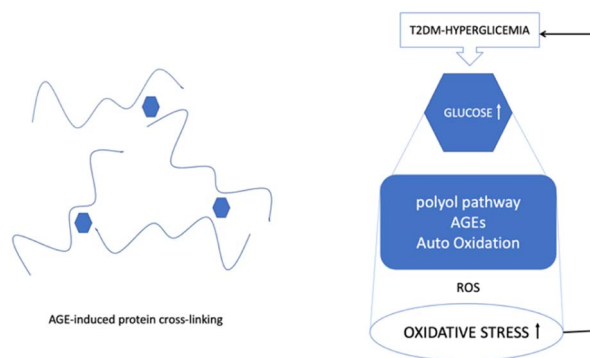 T2DM-HYPERGLICEMIA
GLUCOSE ↑
polyol pathway
AGEs
Auto Oxidation
ROS
OXIDATIVE STRESS ↑
AGE-induced protein cross-linking